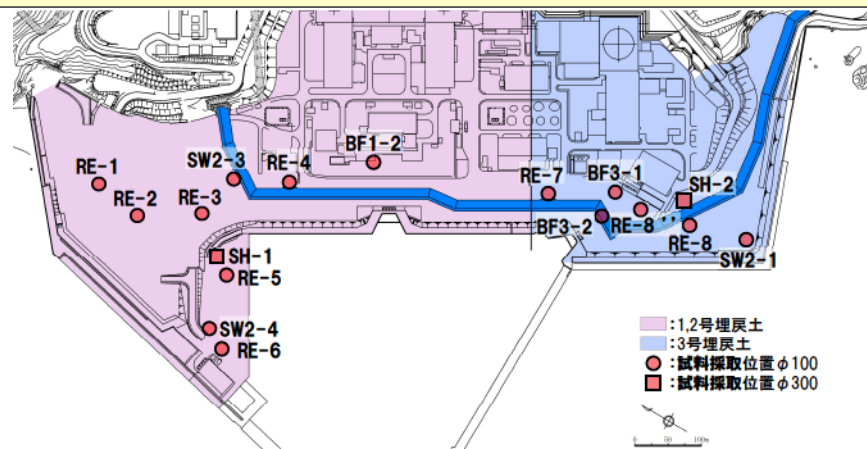 BF1-2
SW2-3
RE-4
RE-1
RE-2
RE-3
RE-7
BF3-1
SH-2
BF3-2
RE-8''
RE-8
SW2-1
SH-1
RE-5
SW2-4
RE-6
:1,2号埋戻土
:3号埋戻土
:試料採取位置φ100
:試料採取位置φ300
0 50 100m